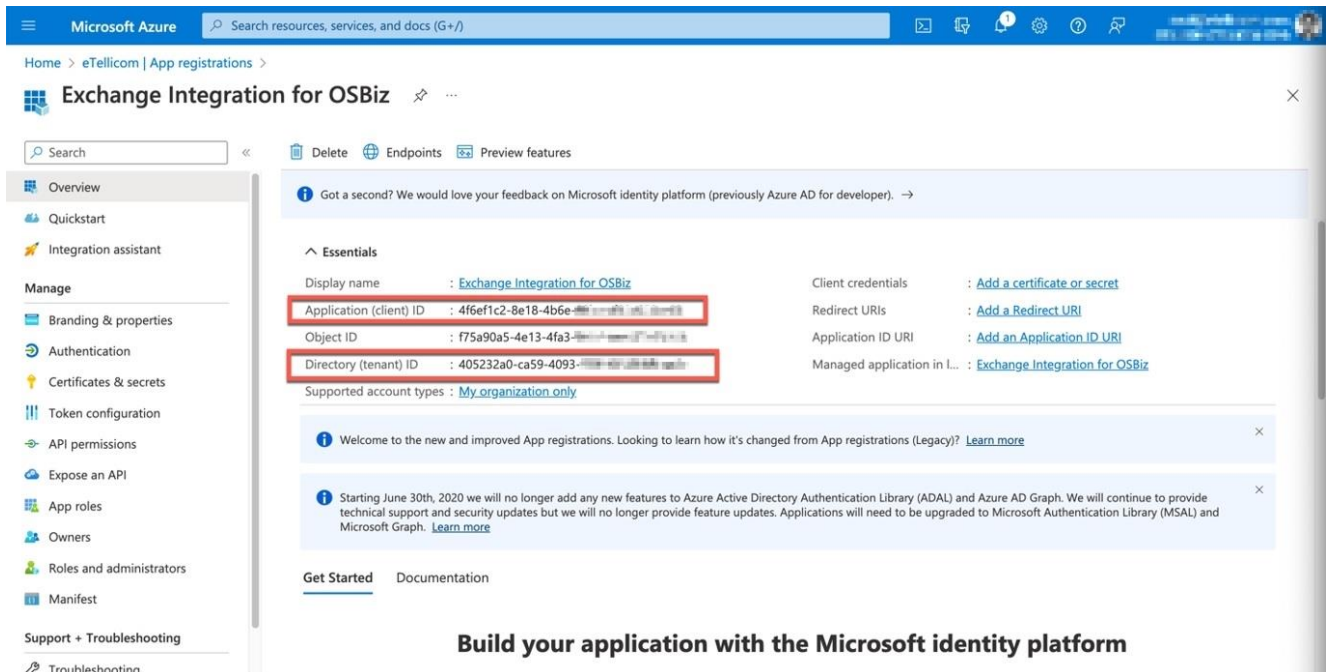 Microsoft Azure
Search resources, services, and docs (G+/)
1
Home > eTellicom | App registrations >
Exchange Integration for OSBiz
Search
Delete
Endpoints
Preview features
Overview
Quickstart
Integration assistant
Manage
Branding & properties
Authentication
Certificates & secrets
Token configuration
API permissions
Expose an API
App roles
Owners
Roles and administrators
Manifest
Support + Troubleshooting
Troubleshooting
Got a second? We would love your feedback on Microsoft identity platform (previously Azure AD for developer). →
Essentials
Display name : Exchange Integration for OSBiz
Application (client) ID : 4f6ef1c2-8e18-4b6e-
Object ID : f75a90a5-4e13-4fa3-
Directory (tenant) ID : 405232a0-ca59-4093-
Supported account types : My organization only
Client credentials : Add a certificate or secret
Redirect URIs : Add a Redirect URI
Application ID URI : Add an Application ID URI
Managed application in l... : Exchange Integration for OSBiz
Welcome to the new and improved App registrations. Looking to learn how it's changed from App registrations (Legacy)? Learn more
Starting June 30th, 2020 we will no longer add any new features to Azure Active Directory Authentication Library (ADAL) and Azure AD Graph. We will continue to provide
technical support and security updates but we will no longer provide feature updates. Applications will need to be upgraded to Microsoft Authentication Library (MSAL) and
Microsoft Graph. Learn more
Get Started
Documentation
Build your application with the Microsoft identity platform